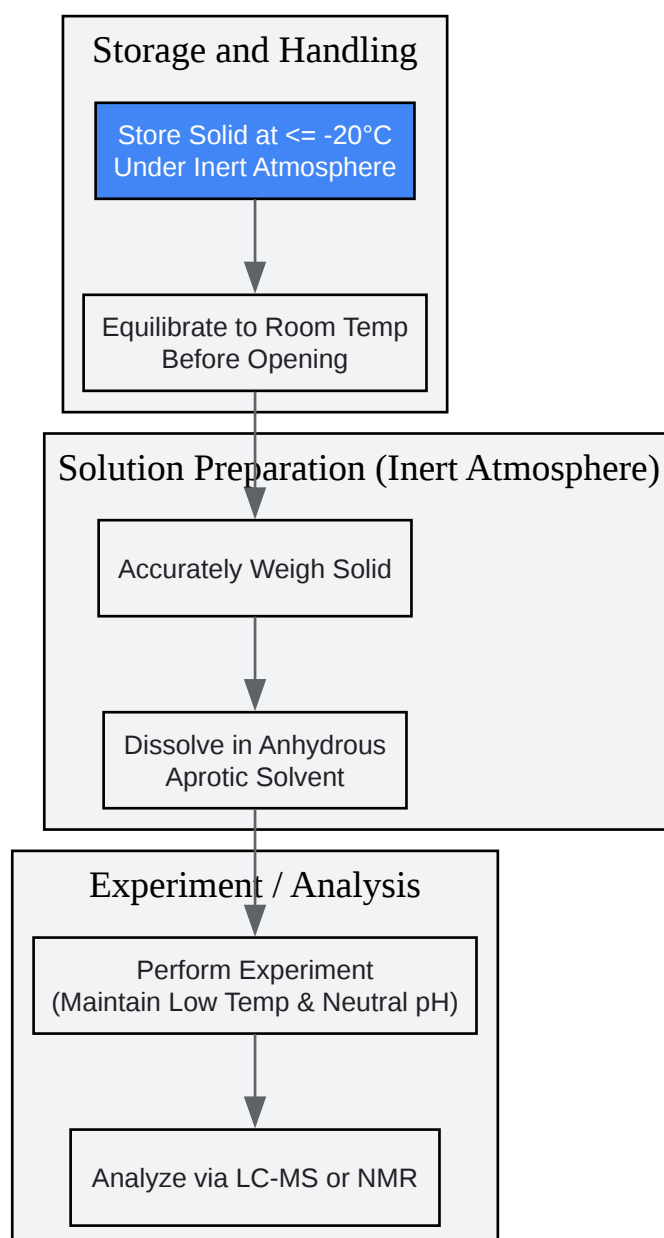 Storage and Handling
Store Solid at <= -20°C
Under Inert Atmosphere
Equilibrate to Room Temp
Before Opening
Solution Preparation (Inert Atmosphere)
Accurately Weigh Solid
Dissolve in Anhydrous
Aprotic Solvent
Experiment / Analysis
Perform Experiment
(Maintain Low Temp & Neutral pH)
Analyze via LC-MS or NMR